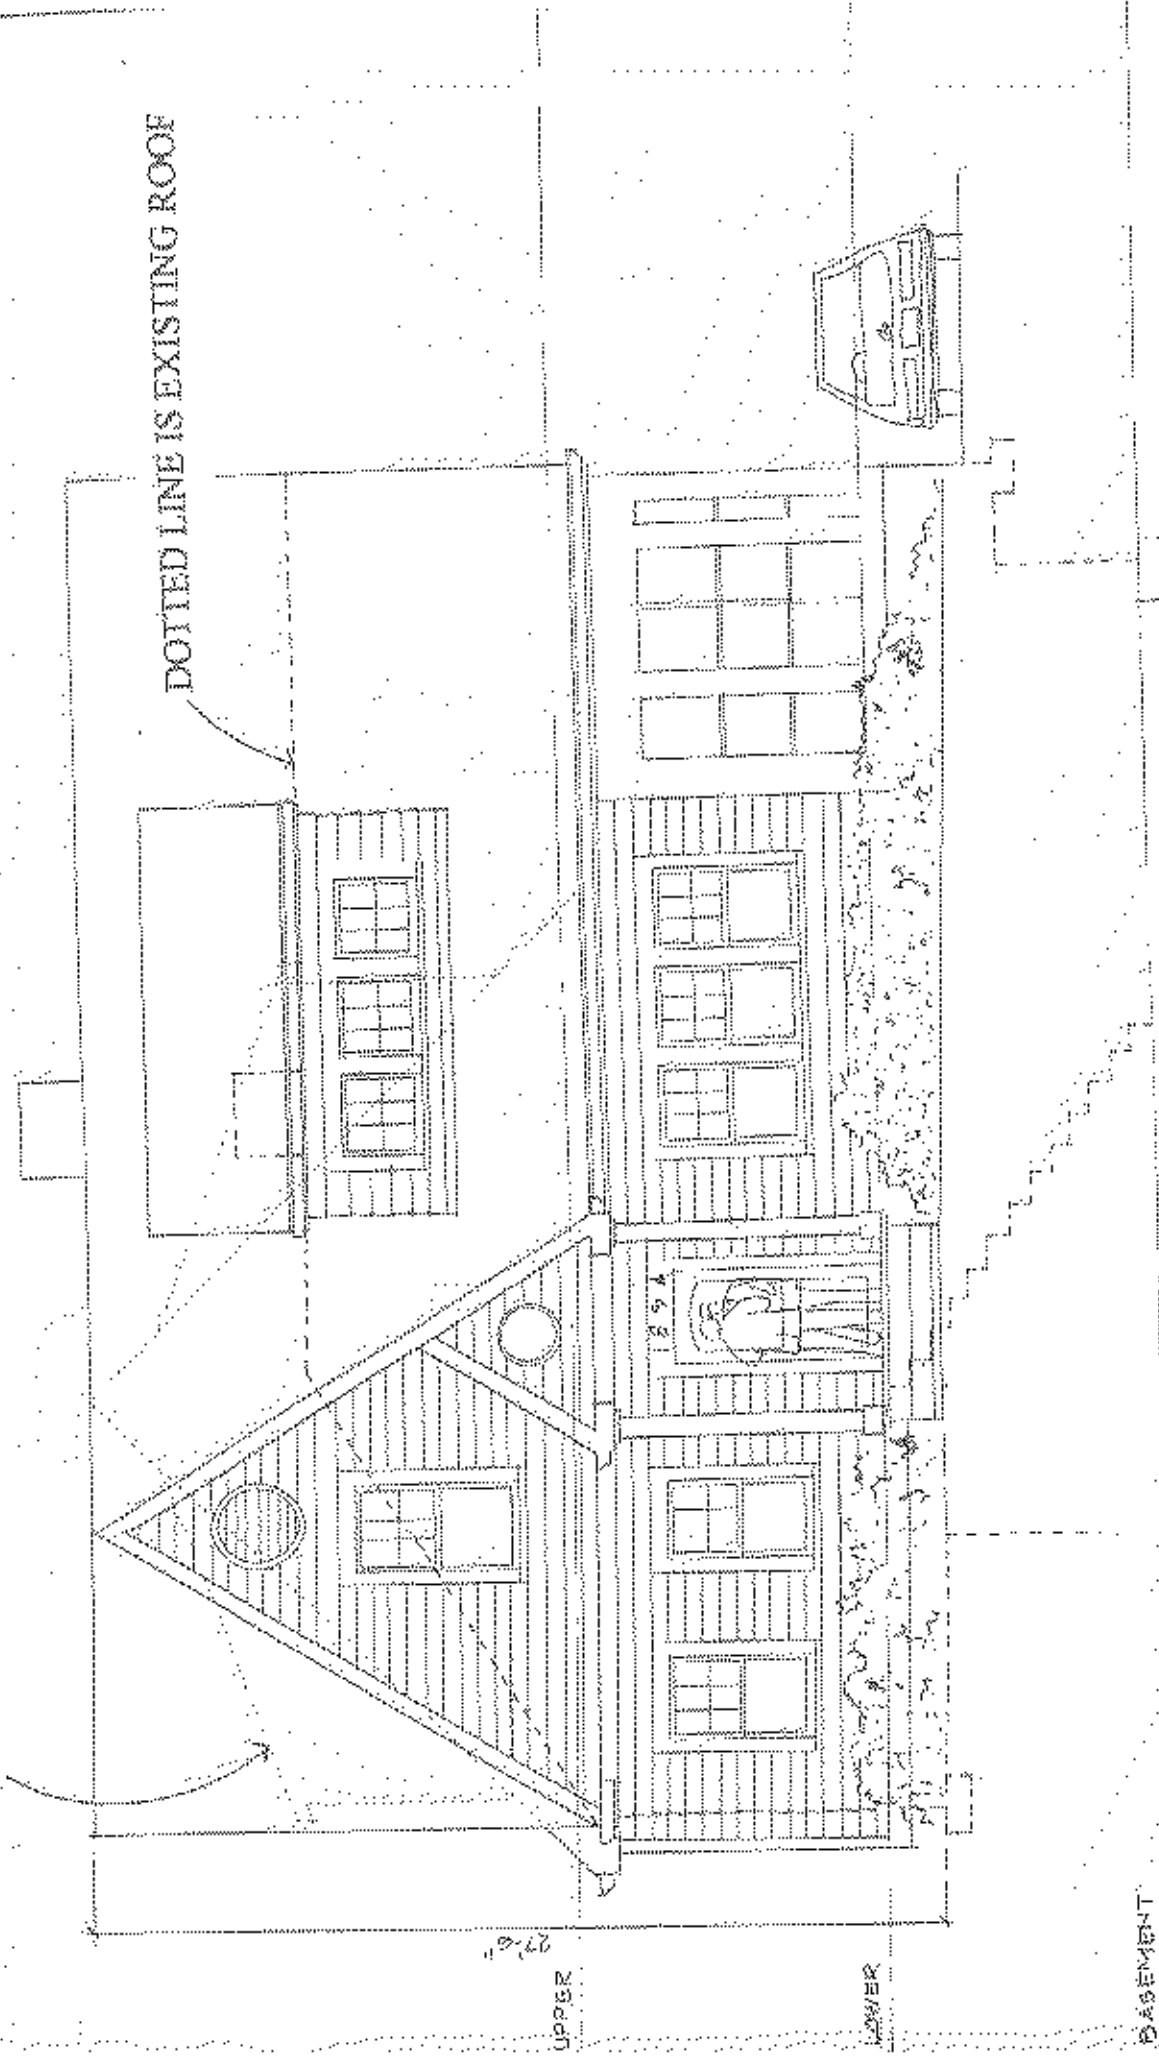 DOTTED LINE IS EXISTING ROOF
27'-6"
UPPER
LOWER
BASEMENT